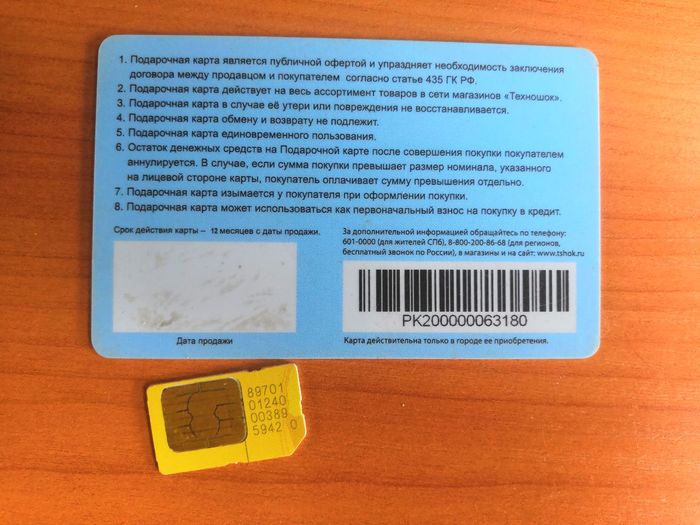 1. Подарочная карта является публичной офертой и упраздняет необходимость заключения
договора между продавцом и покупателем согласно статье 435 ГК РФ.
2. Подарочная карта действует на весь ассортимент товаров в сети магазинов «Техношок».
3. Подарочная карта в случае её утери или повреждения не восстанавливается.
4. Подарочная карта обмену и возврату не подлежит.
5. Подарочная карта единовременного пользования.
6. Остаток денежных средств на Подарочной карте после совершения покупки покупателем
аннулируется. В случае, если сумма покупки превышает размер номинала, указанного
на лицевой стороне карты, покупатель оплачивает сумму превышения отдельно.
7. Подарочная карта изымается у покупателя при оформлении покупки.
8. Подарочная карта может использоваться как первоначальный взнос на покупку в кредит.
Срок действия карты – 12 месяцев с даты продажи.
Дата продажи
За дополнительной информацией обращайтесь по телефону:
601-0000 (для жителей СПб), 8-800-200-86-68 (для регионов,
бесплатный звонок по России), в магазины и на сайт: www.tshok.ru
PK200000063180
Карта действительна только в городе ее приобретения.
89701
01240
00389
5942 0